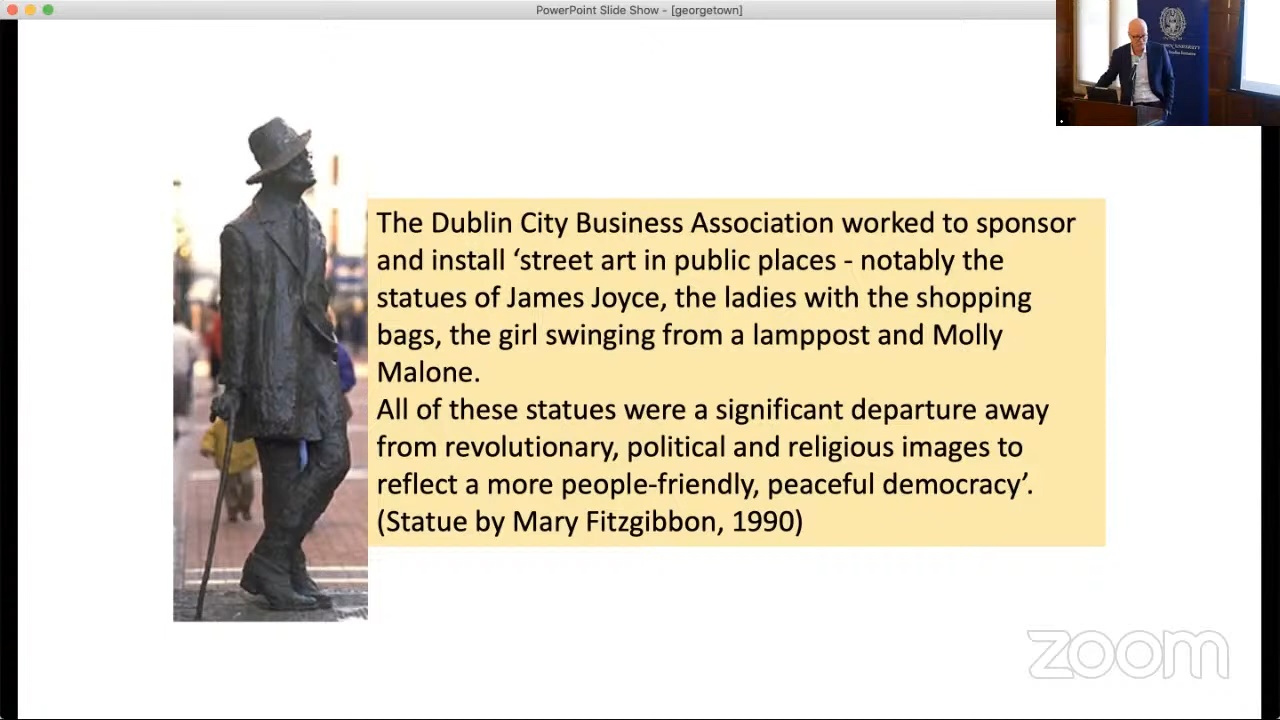 PowerPoint Slide Show - [georgetown]
The Dublin City Business Association worked to sponsor
and install ‘street art in public places - notably the
statues of James Joyce, the ladies with the shopping
bags, the girl swinging from a lamppost and Molly
Malone.
All of these statues were a significant departure away
from revolutionary, political and religious images to
reflect a more people-friendly, peaceful democracy’.
(Statue by Mary Fitzgibbon, 1990)
zoom